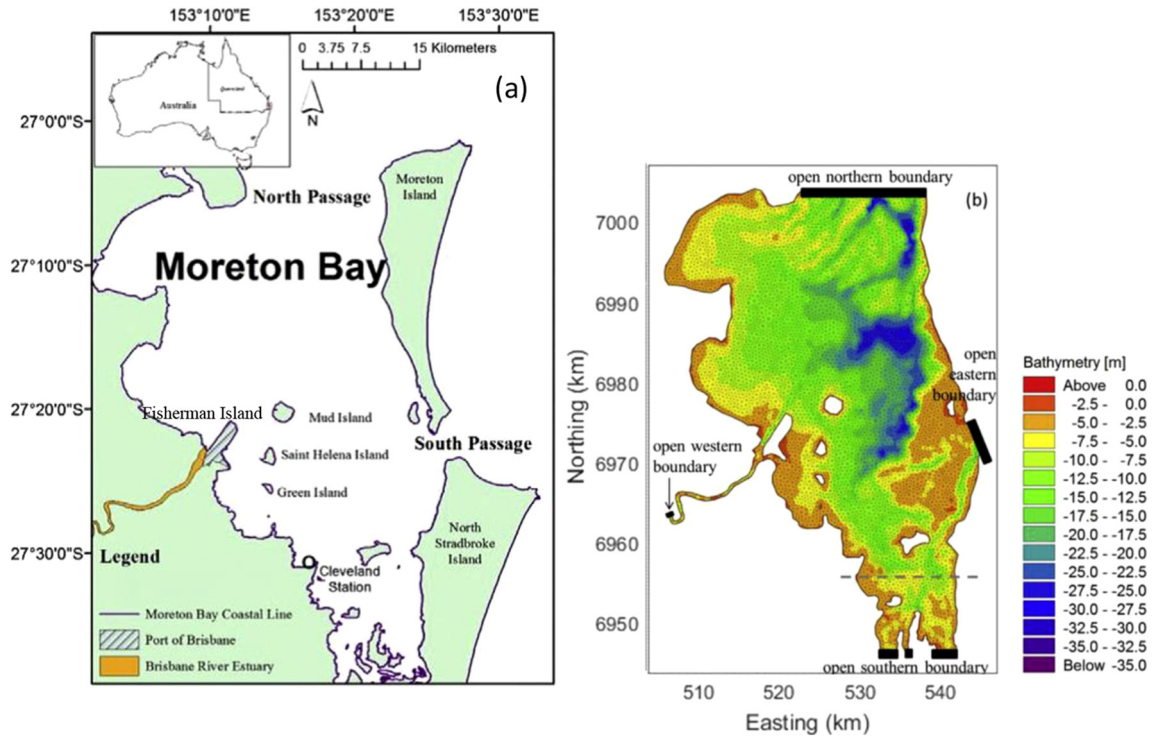 153°10'0"E
153°20'0"E
153°30'0"E
0 3.75 7.5 15 Kilometers
(a)
N
Queensland
Australia
27°0'0"S
27°10'0"S
27°20'0"S
27°30'0"S
Moreton
Island
North Passage
Moreton Bay
Fisherman Island
Mud Island
South Passage
Saint Helena Island
Green Island
North
Stradbroke
Island
Cleveland
Station
Legend
Moreton Bay Coastal Line
Port of Brisbane
Brisbane River Estuary
open northern boundary
(b)
7000
6990
6980
6970
6960
6950
Northing (km)
open
eastern
boundary
open western
boundary
open southern boundary
510 520 530 540
Easting (km)
Bathymetry [m]
Above 0.0
-2.5 - 0.0
-5.0 - -2.5
-7.5 - -5.0
-10.0 - -7.5
-12.5 - -10.0
-15.0 - -12.5
-17.5 - -15.0
-20.0 - -17.5
-22.5 - -20.0
-25.0 - -22.5
-27.5 - -25.0
-30.0 - -27.5
-32.5 - -30.0
-35.0 - -32.5
Below -35.0